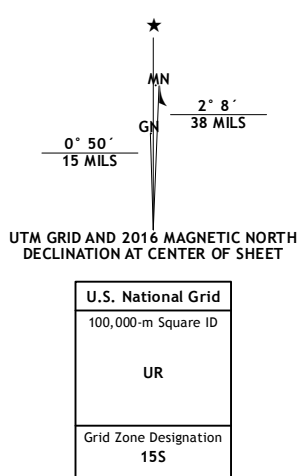 ★
MN
GN
2° 8´
38 MILS
0° 50´
15 MILS
UTM GRID AND 2016 MAGNETIC NORTH
DECLINATION AT CENTER OF SHEET
U.S. National Grid
100,000-m Square ID
UR
Grid Zone Designation
15S